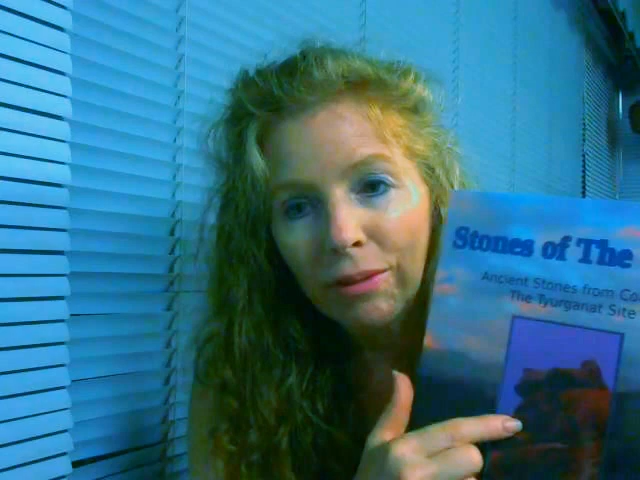 Stones of The
Ancient Stones from Co
The Tyurganat Site